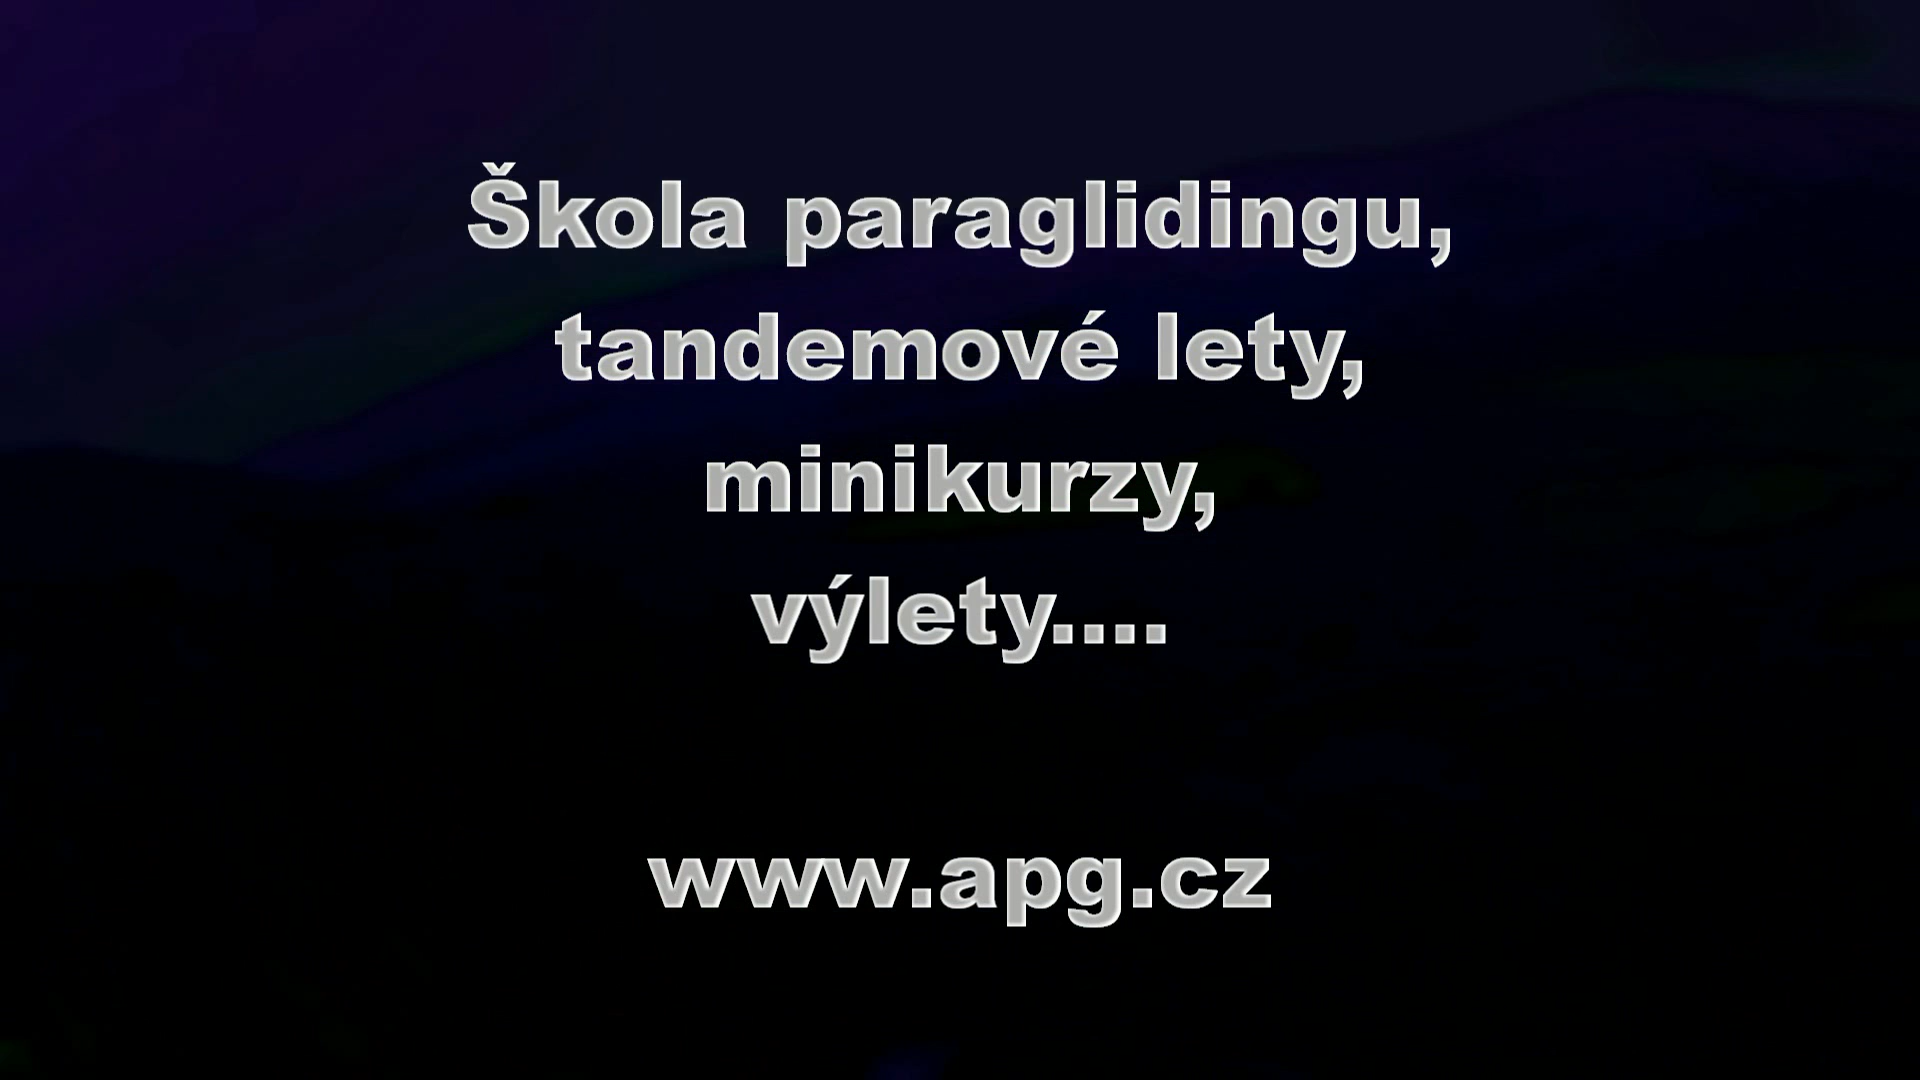 Škola paraglidingu,
tandemové lety,
minikurzy,
výlety....
www.apg.cz